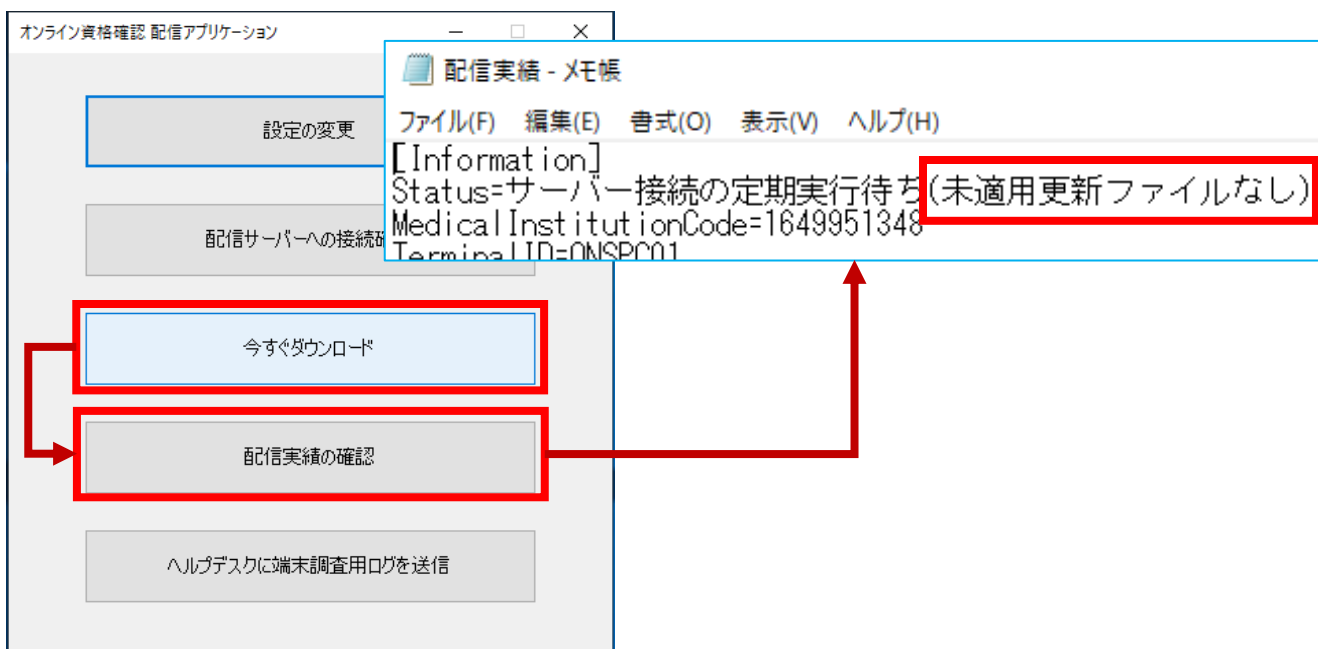 オンライン資格確認 配信アプリケーション
設定の変更
配信サーバーへの接続確
今すぐダウンロード
配信実績の確認
ヘルプデスクに端末調査用ログを送信
配信実績 - メモ帳
ファイル(F) 編集(E) 書式(O) 表示(V) ヘルプ(H)
[Information]
Status=サーバー接続の定期実行待ち(未適用更新ファイルなし)
MedicalInstitutionCode=1649951348
TerminalID=ONSPC01